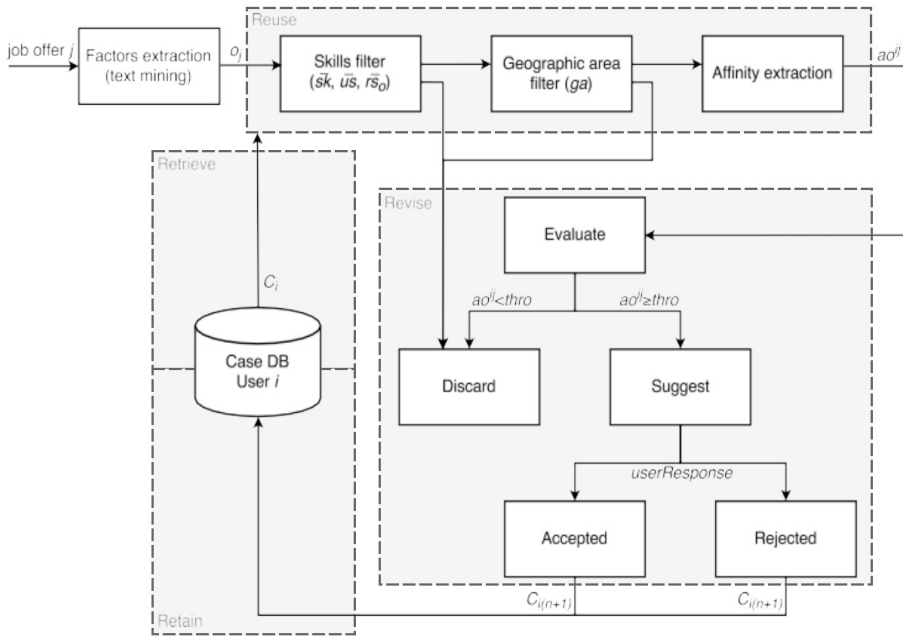 Reuse
job offer j
Factors extraction
(text mining)
o_j
Skills filter
(s̅k̅, u̅s̅, r̅s̅_o)
Geographic area
filter (ga)
Affinity extraction
ao^ij
Retrieve
Revise
Evaluate
C_i
ao^ij<thro
ao^ij≥thro
Case DB
User i
Discard
Suggest
userResponse
Accepted
Rejected
C_i(n+1)
C_i(n+1)
Retain